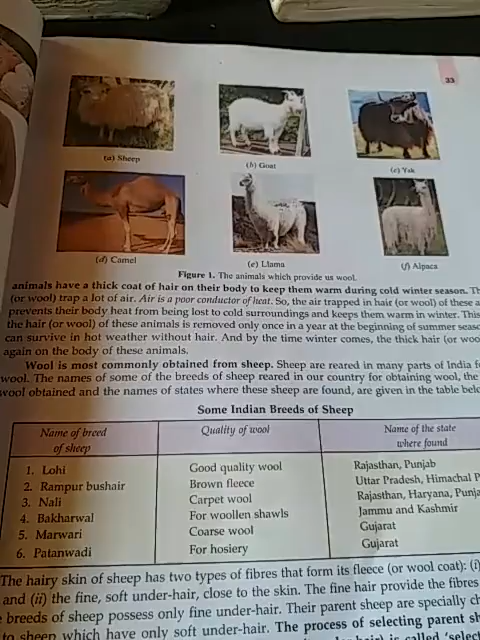 33
(a) Sheep
(b) Goat
(c) Yak
(d) Camel
(e) Llama
(f) Alpaca
Figure 1. The animals which provide us wool.
animals have a thick coat of hair on their body to keep them warm during cold winter season.
(or wool) trap a lot of air. Air is a poor conductor of heat. So, the air trapped in hair (or wool) of these
prevents their body heat from being lost to cold surroundings and keeps them warm in winter. This
the hair (or wool) of these animals is removed only once in a year at the beginning of summer
can survive in hot weather without hair. And by the time winter comes, the thick hair (or
again on the body of these animals.
Wool is most commonly obtained from sheep. Sheep are reared in many parts of India
wool. The names of some of the breeds of sheep reared in our country for obtaining wool, the
wool obtained and the names of states where these sheep are found, are given in the table
Some Indian Breeds of Sheep
Name of breed of sheep Quality of wool Name of the state where found
1. Lohi Good quality wool Rajasthan, Punjab
2. Rampur bushair Brown fleece Uttar Pradesh, Himachal
3. Nali Carpet wool Rajasthan, Haryana,
4. Bakharwal For woollen shawls Jammu and Kashmir
5. Marwari Coarse wool Gujarat
6. Patanwadi For hosiery Gujarat
The hairy skin of sheep has two types of fibres that form its fleece (or wool coat): (i)
and (ii) the fine, soft under-hair, close to the skin. The fine hair provide the fibres
breeds of sheep possess only fine under-hair. Their parent sheep are specially
to sheep which have only soft under-hair. The process of selecting parent
is called